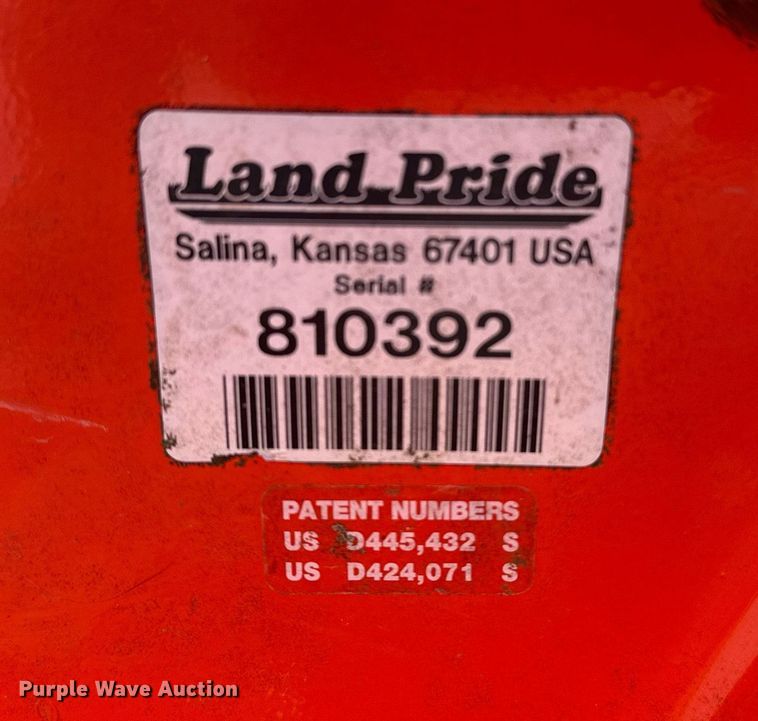 Land Pride
Salina, Kansas 67401 USA
Serial #
810392
PATENT NUMBERS
US D445,432 S
US D424,071 S
Purple Wave Auction